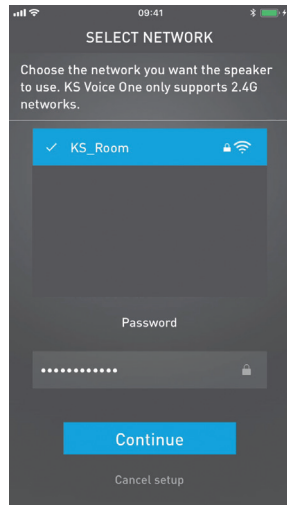 09:41
SELECT NETWORK
Choose the network you want the speaker
to use. KS Voice One only supports 2.4G
networks.
KS_Room
Password
••••••••••••
Continue
Cancel setup